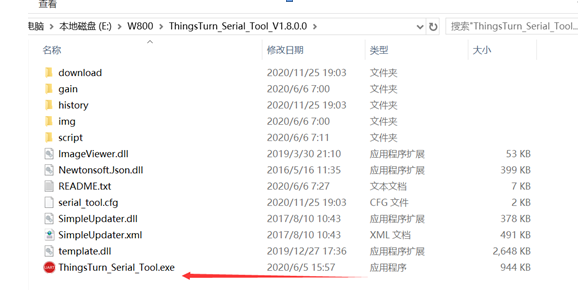 查看
电脑 > 本地磁盘 (E:) > W800 > ThingsTurn_Serial_Tool_V1.8.0.0 >
搜索"ThingsTurn_Serial_Tool...
名称 修改日期 类型 大小
download 2020/11/25 19:03 文件夹
gain 2020/6/6 7:00 文件夹
history 2020/11/25 19:03 文件夹
img 2020/6/6 7:00 文件夹
script 2020/6/6 7:11 文件夹
ImageViewer.dll 2019/3/30 21:10 应用程序扩展 53 KB
Newtonsoft.Json.dll 2016/5/16 11:35 应用程序扩展 399 KB
README.txt 2020/6/6 7:27 文本文档 7 KB
serial_tool.cfg 2020/11/25 19:03 CFG 文件 2 KB
SimpleUpdater.dll 2017/8/10 10:43 应用程序扩展 378 KB
SimpleUpdater.xml 2017/8/10 10:43 XML 文档 491 KB
template.dll 2019/12/27 17:36 应用程序扩展 2,648 KB
UART ThingsTurn_Serial_Tool.exe 2020/6/5 15:57 应用程序 944 KB